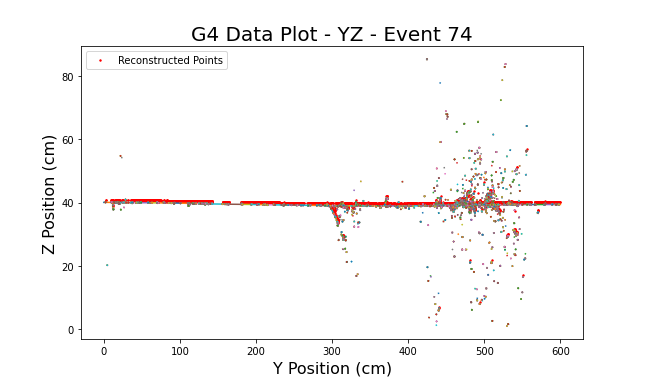 G4 Data Plot - YZ - Event 74
Reconstructed Points
Z Position (cm)
80
60
40
20
0
0 100 200 300 400 500 600
Y Position (cm)